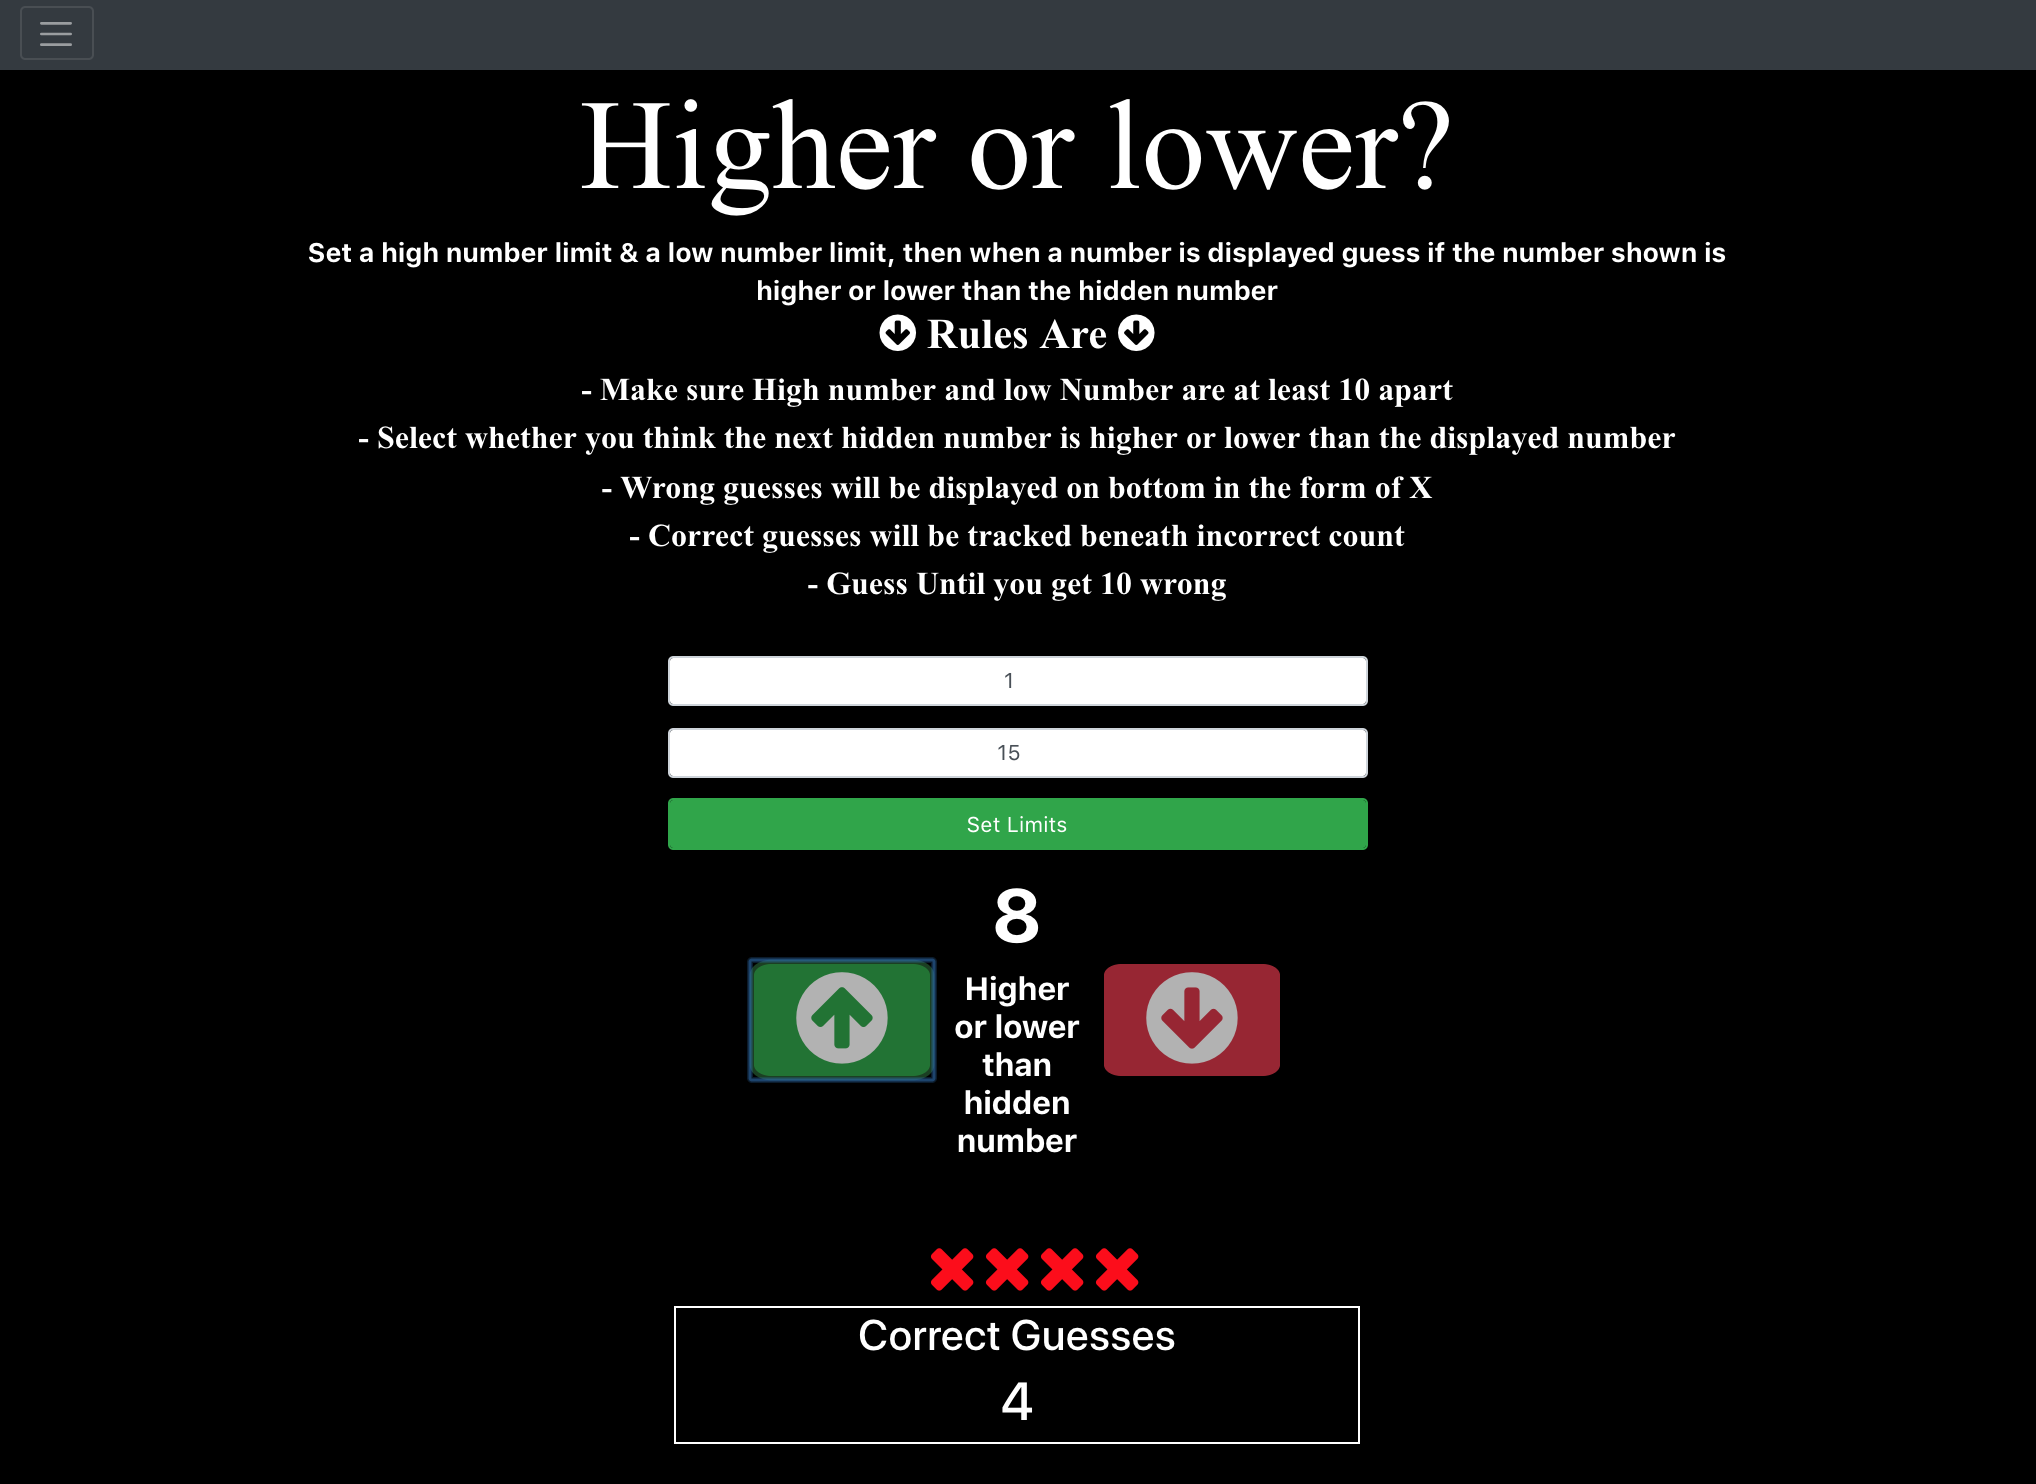 Higher or lower?
Set a high number limit & a low number limit, then when a number is displayed guess if the number shown is
higher or lower than the hidden number
Rules Are
- Make sure High number and low Number are at least 10 apart
- Select whether you think the next hidden number is higher or lower than the displayed number
- Wrong guesses will be displayed on bottom in the form of X
- Correct guesses will be tracked beneath incorrect count
- Guess Until you get 10 wrong
1
15
Set Limits
8
Higher
or lower
than
hidden
number
Correct Guesses
4